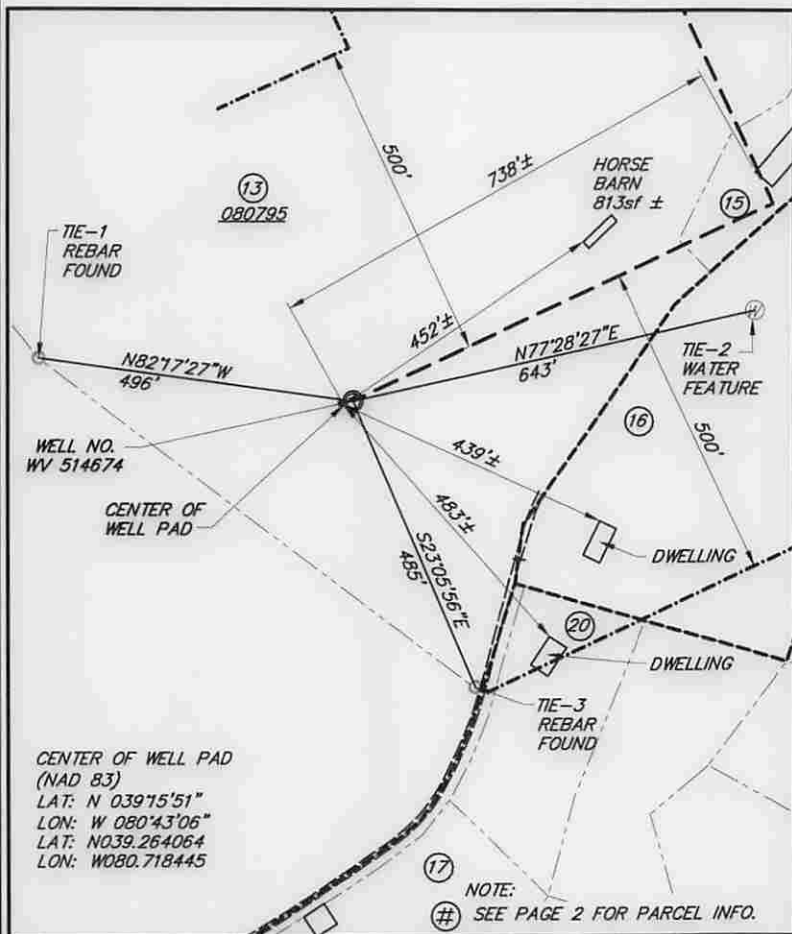 500'
738'±
HORSE
BARN
813sf ±
13
080795
15
TIE-1
REBAR
FOUND
452'±
N82°17'27"W
496'
N77°28'27"E
643'
W
TIE-2
WATER
FEATURE
16
500'
WELL NO.
WV 514674
439'±
CENTER OF
WELL PAD
483'±
S23°05'56"E
485'
DWELLING
20
DWELLING
TIE-3
REBAR
FOUND
CENTER OF WELL PAD
(NAD 83)
LAT: N 039°15'51"
LON: W 080°43'06"
LAT: N039.264064
LON: W080.718445
17
NOTE:
# SEE PAGE 2 FOR PARCEL INFO.